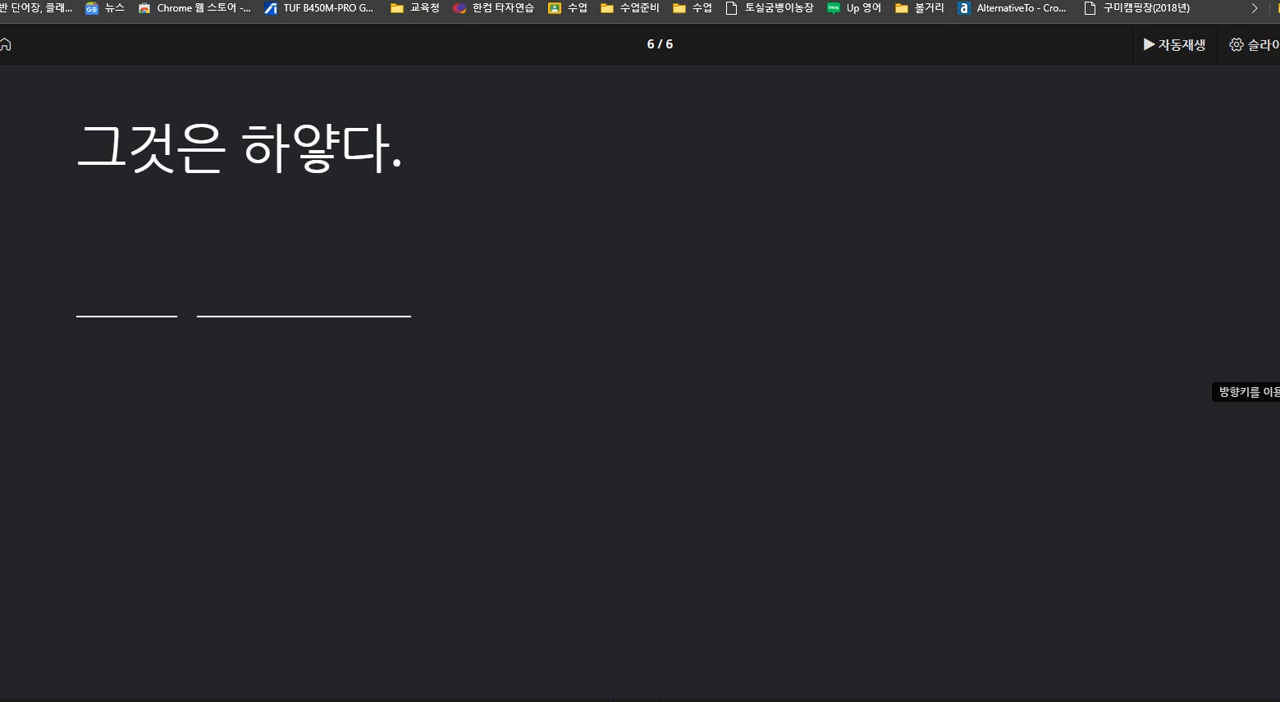 반 단어장, 클래... 뉴스 Chrome 웹 스토어 -... TUF B450M-PRO G... 교육청 한컴 타자연습 수업 수업준비 수업 토실굼벵이농장 Up 영어 볼거리 AlternativeTo - Cro... 구미캠핑장(2018년)
6 / 6 자동재생 슬라이
그것은 하얗다.
방향키를 이용